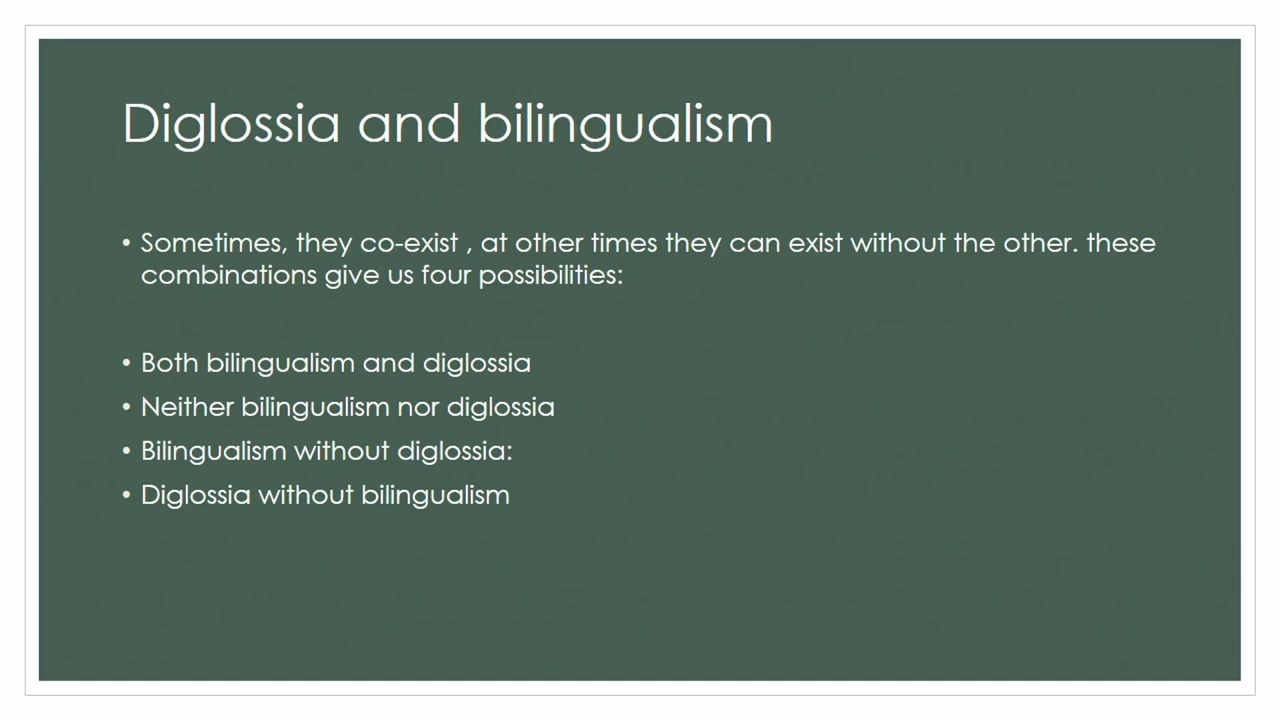 Diglossia and bilingualism
• Sometimes, they co-exist , at other times they can exist without the other. these
combinations give us four possibilities:
• Both bilingualism and diglossia
• Neither bilingualism nor diglossia
• Bilingualism without diglossia:
• Diglossia without bilingualism